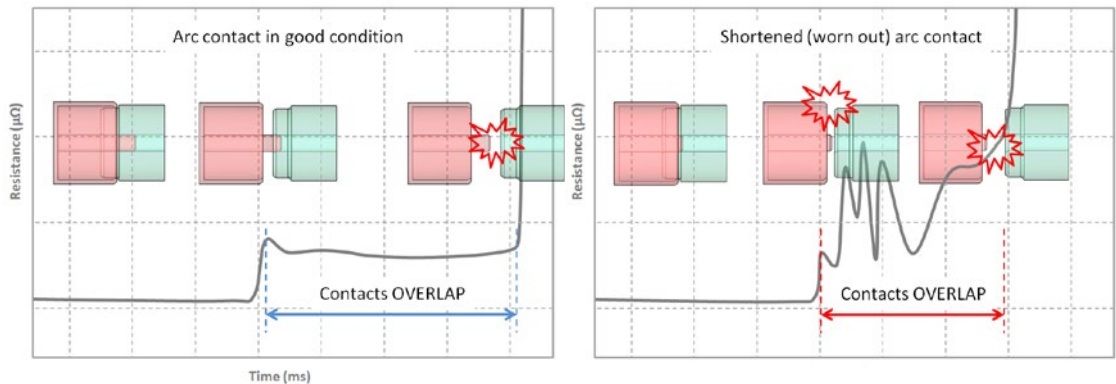 Arc contact in good condition
Resistance (μΩ)
Contacts OVERLAP
Time (ms)
Shortened (worn out) arc contact
Resistance (μΩ)
Contacts OVERLAP